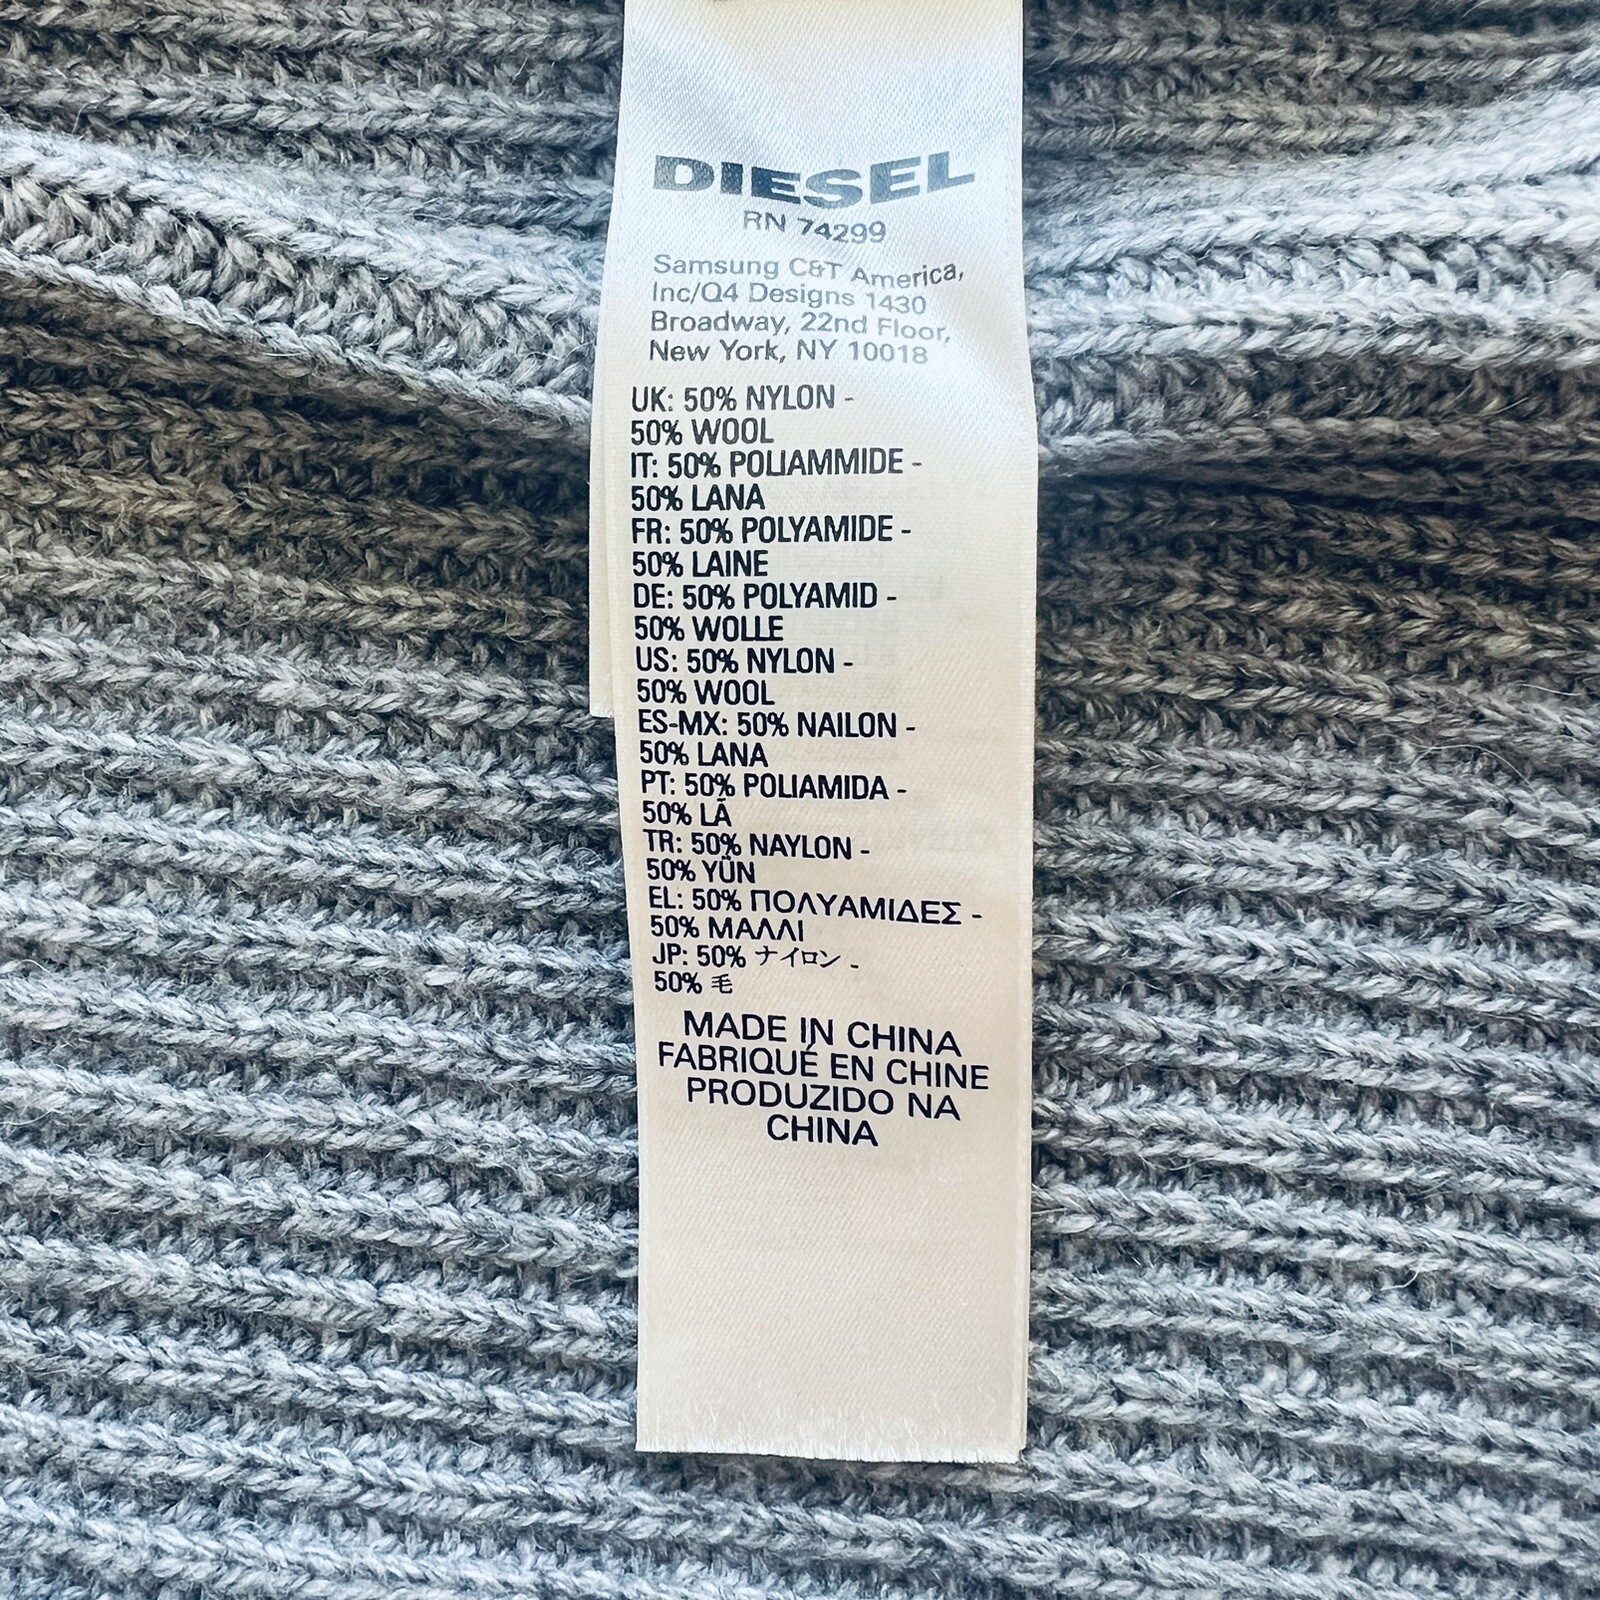 DIESEL
RN 74299
Samsung C&T America,
Inc/Q4 Designs 1430
Broadway, 22nd Floor,
New York, NY 10018
UK: 50% NYLON -
50% WOOL
IT: 50% POLIAMMIDE -
50% LANA
FR: 50% POLYAMIDE -
50% LAINE
DE: 50% POLYAMID -
50% WOLLE
US: 50% NYLON -
50% WOOL
ES-MX: 50% NAILON -
50% LANA
PT: 50% POLIAMIDA -
50% LÃ
TR: 50% NAYLON -
50% YÜN
EL: 50% ΠΟΛΥΑΜΙΔΕΣ -
50% ΜΑΛΛΙ
JP: 50% ナイロン -
50% 毛
MADE IN CHINA
FABRIQUÉ EN CHINE
PRODUZIDO NA
CHINA